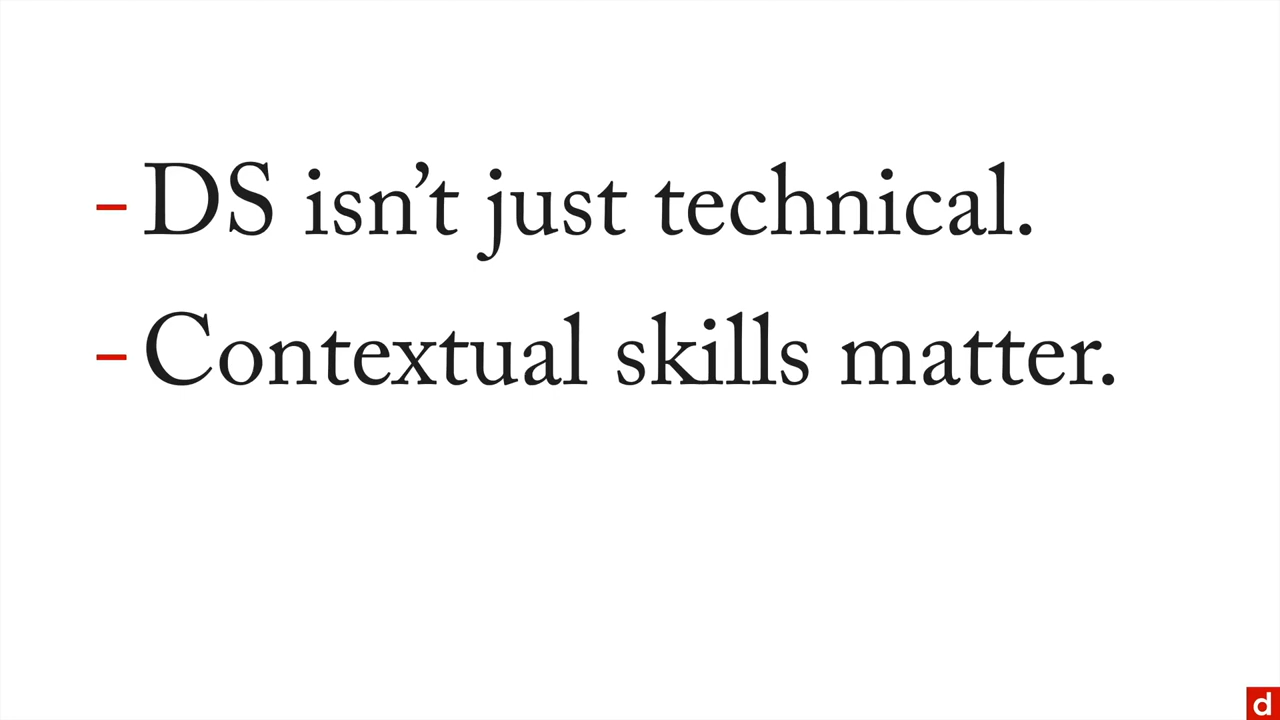 – DS isn’t just technical.
– Contextual skills matter.
d